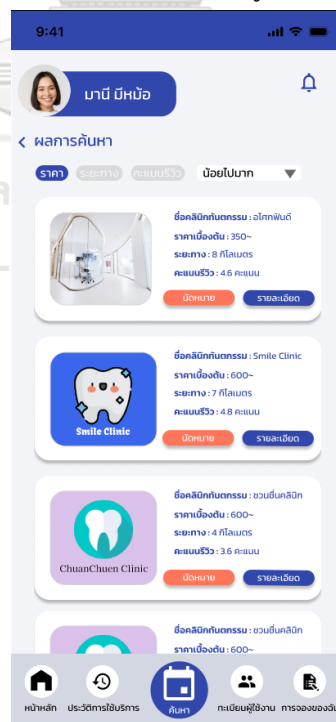 9:41
มานี มีหม้อ
ผลการค้นหา
ราคา ระยะทาง คะแนนรีวิว น้อยไปมาก
ชื่อคลินิกทันตกรรม : อโศกฟันดี
ราคาเบื้องต้น : 350~
ระยะทาง : 8 กิโลเมตร
คะแนนรีวิว : 4.6 คะแนน
นัดหมาย รายละเอียด
Smile Clinic
ชื่อคลินิกทันตกรรม : Smile Clinic
ราคาเบื้องต้น : 600~
ระยะทาง : 7 กิโลเมตร
คะแนนรีวิว : 4.8 คะแนน
นัดหมาย รายละเอียด
ChuanChuen Clinic
ชื่อคลินิกทันตกรรม : ชวนชื่นคลินิก
ราคาเบื้องต้น : 600~
ระยะทาง : 4 กิโลเมตร
คะแนนรีวิว : 3.6 คะแนน
นัดหมาย รายละเอียด
ชื่อคลินิกทันตกรรม : ชวนชื่นคลินิก
ราคาเบื้องต้น : 600~
หน้าหลัก ประวัติการใช้บริการ ค้นหา ทะเบียนผู้ใช้งาน การจองของฉัน